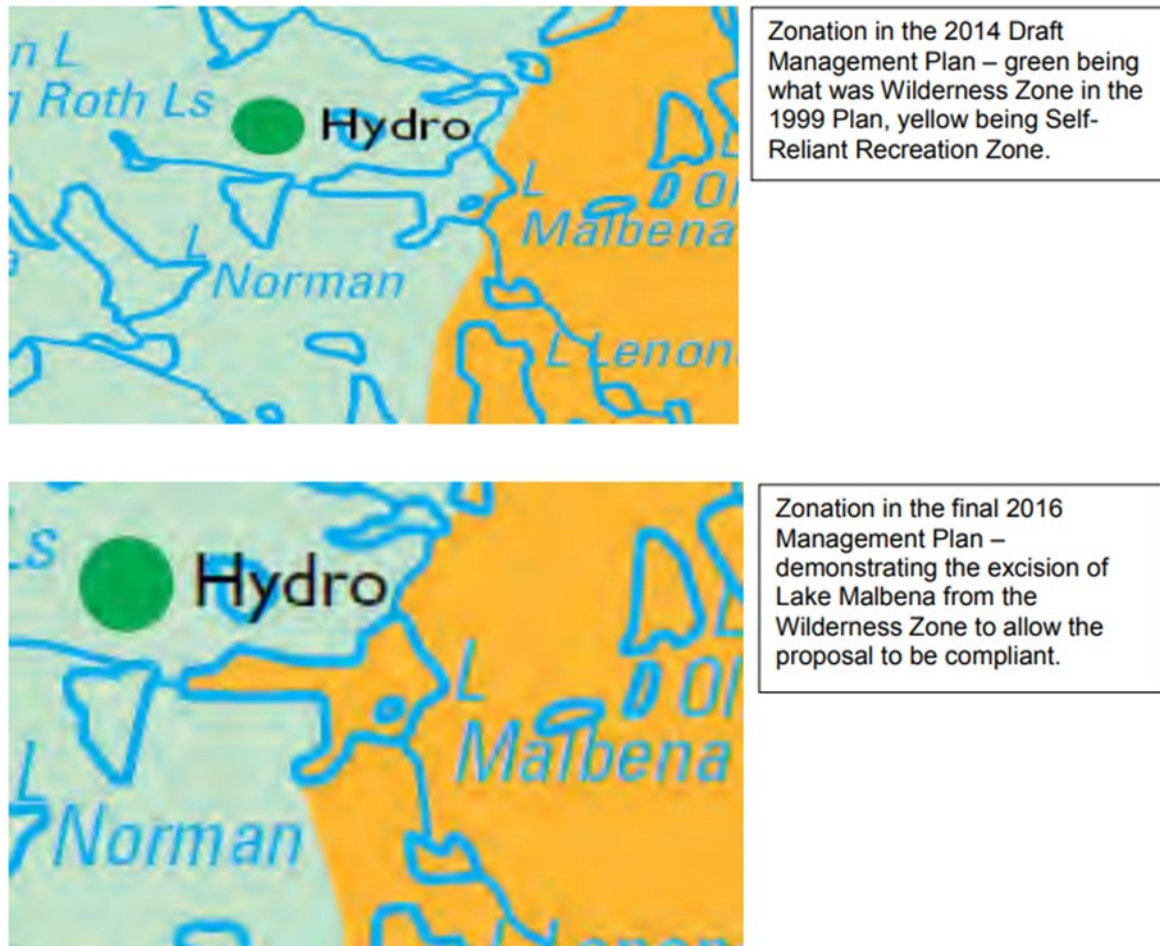 n L
g Roth Ls
Hydro
L
Malbena
L
Norman
L Lenon
Zonation in the 2014 Draft
Management Plan – green being
what was Wilderness Zone in the
1999 Plan, yellow being Self-
Reliant Recreation Zone.
Ls
Hydro
L
Malbena
L
Norman
Zonation in the final 2016
Management Plan –
demonstrating the excision of
Lake Malbena from the
Wilderness Zone to allow the
proposal to be compliant.